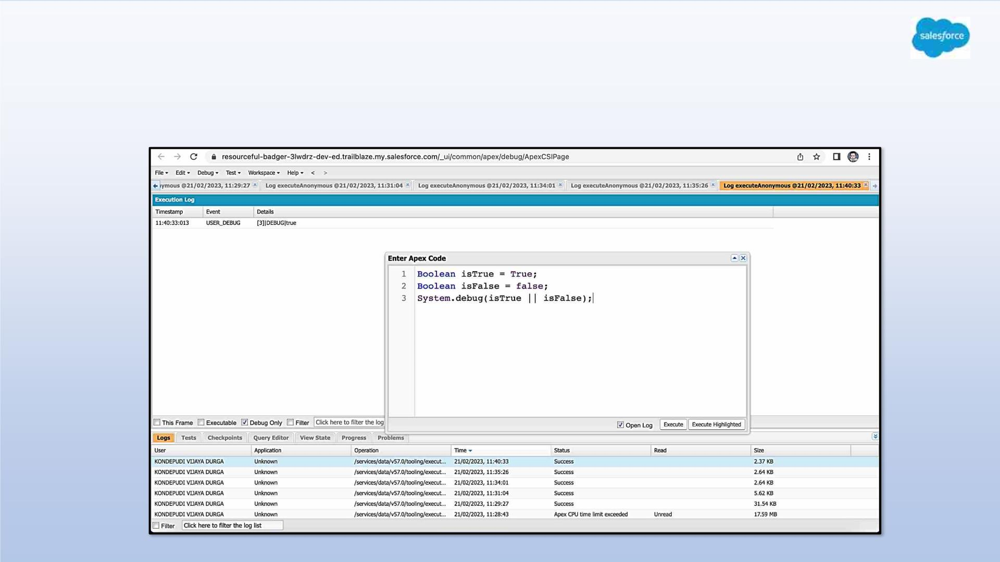 salesforce
resourceful-badger-3lwdrz-dev-ed.trailblaze.my.salesforce.com/_ui/common/apex/debug/ApexCSIPage
File Edit Debug Test Workspace Help < >
ymous @21/02/2023, 11:29:27 Log executeAnonymous @21/02/2023, 11:31:04 Log executeAnonymous @21/02/2023, 11:34:01 Log executeAnonymous @21/02/2023, 11:35:26 Log executeAnonymous @21/02/2023, 11:40:33
Execution Log
Timestamp Event Details
11:40:33:013 USER_DEBUG [3]|DEBUG|true
Enter Apex Code
1 Boolean isTrue = True;
2 Boolean isFalse = false;
3 System.debug(isTrue || isFalse);
This Frame Executable Debug Only Filter Click here to filter the log
Open Log Execute Execute Highlighted
Logs Tests Checkpoints Query Editor View State Progress Problems
User Application Operation Time Status Read Size
KONDEPUDI VIJAYA DURGA Unknown /services/data/v57.0/tooling/execut... 21/02/2023, 11:40:33 Success 2.37 KB
KONDEPUDI VIJAYA DURGA Unknown /services/data/v57.0/tooling/execut... 21/02/2023, 11:35:26 Success 2.64 KB
KONDEPUDI VIJAYA DURGA Unknown /services/data/v57.0/tooling/execut... 21/02/2023, 11:34:01 Success 2.64 KB
KONDEPUDI VIJAYA DURGA Unknown /services/data/v57.0/tooling/execut... 21/02/2023, 11:31:04 Success 5.62 KB
KONDEPUDI VIJAYA DURGA Unknown /services/data/v57.0/tooling/execut... 21/02/2023, 11:29:27 Success 31.54 KB
KONDEPUDI VIJAYA DURGA Unknown /services/data/v57.0/tooling/execut... 21/02/2023, 11:28:43 Apex CPU time limit exceeded Unread 17.59 MB
Filter Click here to filter the log list